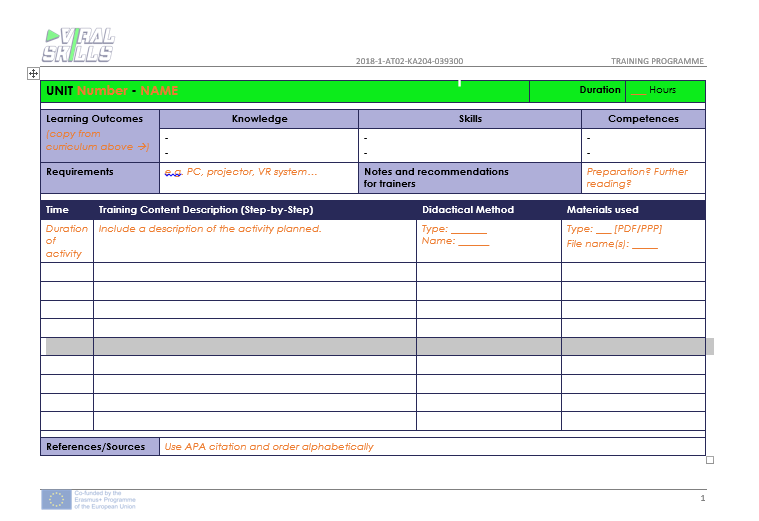 VIRAL
SKILLS
2018-1-AT02-KA204-039300 TRAINING PROGRAMME
UNIT Number - NAME Duration ___ Hours
Learning Outcomes Knowledge Skills Competences
(copy from
curriculum above →)
- - -
- - -
Requirements e.g. PC, projector, VR system… Notes and recommendations
for trainers Preparation? Further
reading?
Time Training Content Description (Step-by-Step) Didactical Method Materials used
Duration
of
activity
Include a description of the activity planned.
Type: ______
Name: _____
Type: ___ [PDF/PPP]
File name(s): _____
References/Sources Use APA citation and order alphabetically
Co-funded by the
Erasmus+ Programme
of the European Union
1